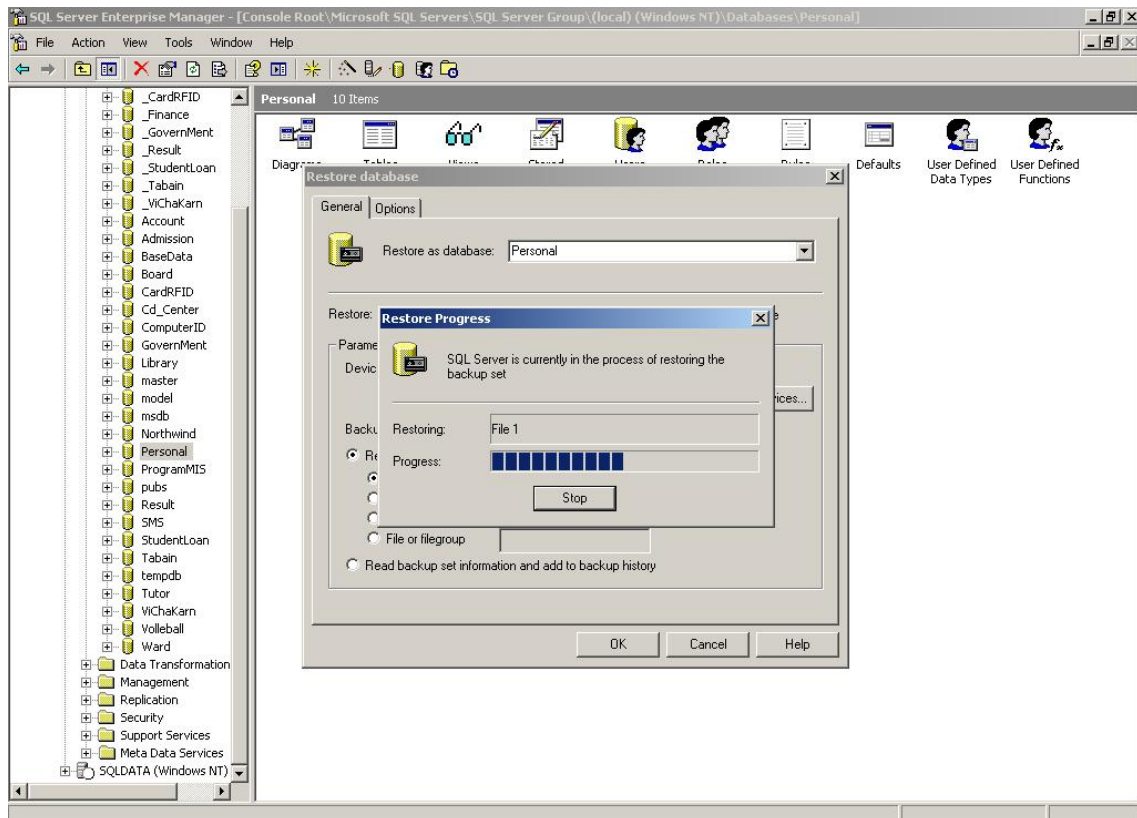 SQL Server Enterprise Manager - [Console Root\Microsoft SQL Servers\SQL Server Group\(local) (Windows NT)\Databases\Personal]
File Action View Tools Window Help
_CardRFID
_Finance
_GovernMent
_Result
_StudentLoan
_Tabain
_ViChaKarn
Account
Admission
BaseData
Board
CardRFID
Cd_Center
ComputerID
GovernMent
Library
master
model
msdb
Northwind
Personal
ProgramMIS
pubs
Result
SMS
StudentLoan
Tabain
tempdb
Tutor
ViChaKarn
Volleball
Ward
Data Transformation
Management
Replication
Security
Support Services
Meta Data Services
SQLDATA (Windows NT)
Personal 10 Items
Defaults
User Defined Data Types
User Defined Functions
Restore database
General Options
Restore as database: Personal
Restore:
File or filegroup
Read backup set information and add to backup history
OK Cancel Help
Restore Progress
SQL Server is currently in the process of restoring the
backup set
Restoring: File 1
Progress:
Stop